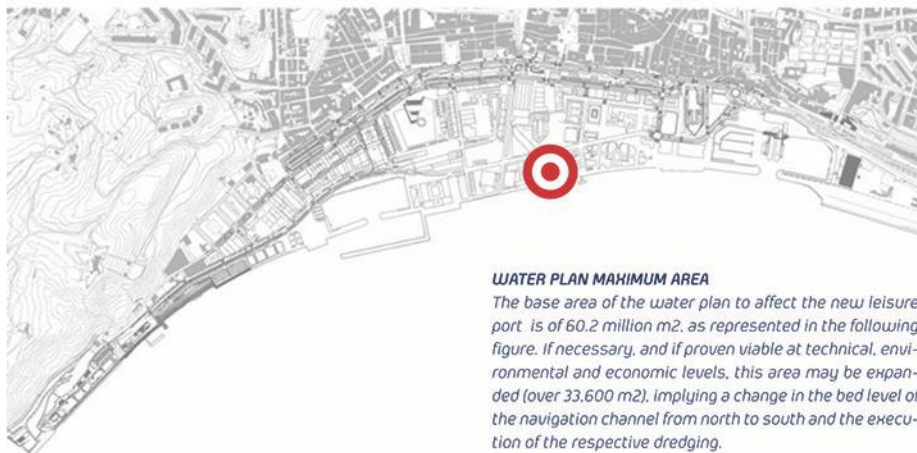 WATER PLAN MAXIMUM AREA
The base area of the water plan to affect the new leisure
port is of 60.2 million m2, as represented in the following
figure. If necessary, and if proven viable at technical, envi-
ronmental and economic levels, this area may be expan-
ded (over 33,600 m2), implying a change in the bed level of
the navigation channel from north to south and the execu-
tion of the respective dredging.